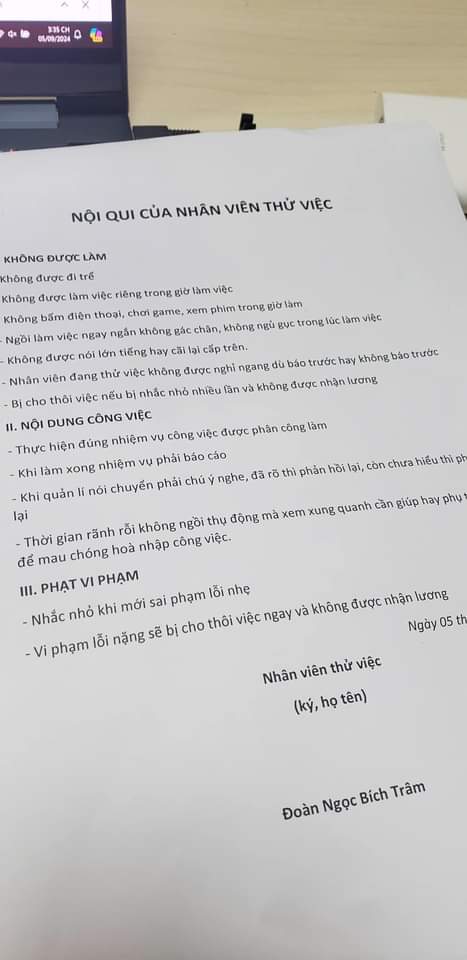 3:35 CH
05/09/2024
NỘI QUI CỦA NHÂN VIÊN THỬ VIỆC
KHÔNG ĐƯỢC LÀM
Không được đi trể
Không được làm việc riêng trong giờ làm việc
Không bấm điện thoại, chơi game, xem phim trong giờ làm
- Ngồi làm việc ngay ngắn không gác chân, không ngủ gục trong lúc làm việc
- Không được nói lớn tiếng hay cãi lại cấp trên.
- Nhân viên đang thử việc không được nghỉ ngang dù báo trước hay không báo trước
- Bị cho thôi việc nếu bị nhắc nhỏ nhiều lần và không được nhận lương
II. NỘI DUNG CÔNG VIỆC
- Thực hiện đúng nhiệm vụ công việc được phân công làm
- Khi làm xong nhiệm vụ phải báo cáo
- Khi quản lí nói chuyển phải chú ý nghe, đã rõ thì phản hồi lại, còn chưa hiểu thì
lại
- Thời gian rãnh rỗi không ngồi thụ động mà xem xung quanh cần giúp hay phụ
để mau chóng hoà nhập công việc.
III. PHẠT VI PHẠM
- Nhắc nhỏ khi mới sai phạm lỗi nhẹ
- Vi phạm lỗi nặng sẽ bị cho thôi việc ngay và không được nhận lương
Ngày 05
Nhân viên thử việc
(ký, họ tên)
Đoàn Ngọc Bích Trâm